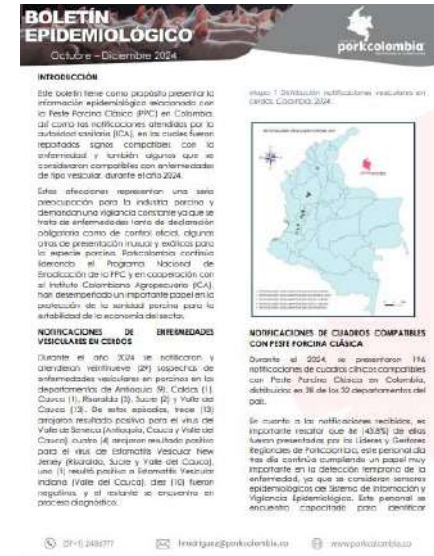 BOLETÍN
EPIDEMIOLÓGICO
Octubre – Diciembre 2024
porkcolombia
INTRODUCCIÓN
Este boletín tiene como propósito presentar la
información epidemiológica relacionada con
la Peste Porcina Clásica (PPC) en Colombia,
así como las notificaciones atendidas por la
autoridad sanitaria (ICA), en las cuales fueron
reportados signos compatibles con la
enfermedad y también algunos que se
consideraron compatibles con enfermedades
de tipo vesicular, durante el año 2024.
Estas afecciones representan una seria
preocupación para la industria porcina y
demandan una vigilancia constante ya que se
trata de enfermedades tanto de declaración
obligatoria como de control oficial, algunas
otras de presentación inusual y exóticas para
la especie porcina. Porkcolombia continúa
liderando el Programa Nacional de
Erradicación de la PPC y en cooperación con
el Instituto Colombiano Agropecuario (ICA),
han desempeñado un importante papel en la
protección de la sanidad porcina para la
estabilidad de la economía del sector.
NOTIFICACIONES DE ENFERMEDADES
VESICULARES EN CERDOS
Durante el año 2024 se notificaron y
atendieron veintinueve (29) sospechas de
enfermedades vesiculares en porcinos en los
departamentos de Antioquia (9), Caldas (1),
Cauca (1), Risaralda (3), Sucre (2) y Valle del
Cauca (13). De estos episodios, trece (13)
arrojaron resultado positivo para el virus del
Valle de Seneca (Antioquia, Cauca y Valle del
Cauca), cuatro (4) arrojaron resultado positivo
para el virus de Estomatitis Vesicular New
Jersey (Risaralda, Sucre y Valle del Cauca),
uno (1) resultó positivo a Estomatitis Vesicular
Indiana (Valle del Cauca), diez (10) fueron
negativos, y el restante se encuentra en
proceso diagnóstico.
Mapa 1 Distribución notificaciones vesiculares en
cerdos, Colombia, 2024.
NOTIFICACIONES DE CUADROS COMPATIBLES
CON PESTE PORCINA CLÁSICA
Durante el 2024, se presentaron 196
notificaciones de cuadros clínicos compatibles
con Peste Porcina Clásica en Colombia,
distribuidos en 28 de los 32 departamentos del
país.
En cuanto a las notificaciones recibidas, es
importante resaltar que 86 (43,8%) de ellas
fueron presentadas por los Líderes y Gestores
Regionales de Porkcolombia, este personal día
tras día continúa cumpliendo un papel muy
importante en la detección temprana de la
enfermedad, ya que se consideran sensores
epidemiológicos del Sistema de Información y
Vigilancia Epidemiológica. Este personal se
encuentra capacitado para identificar
(57+1) 2486777
www.porkcolombia.co